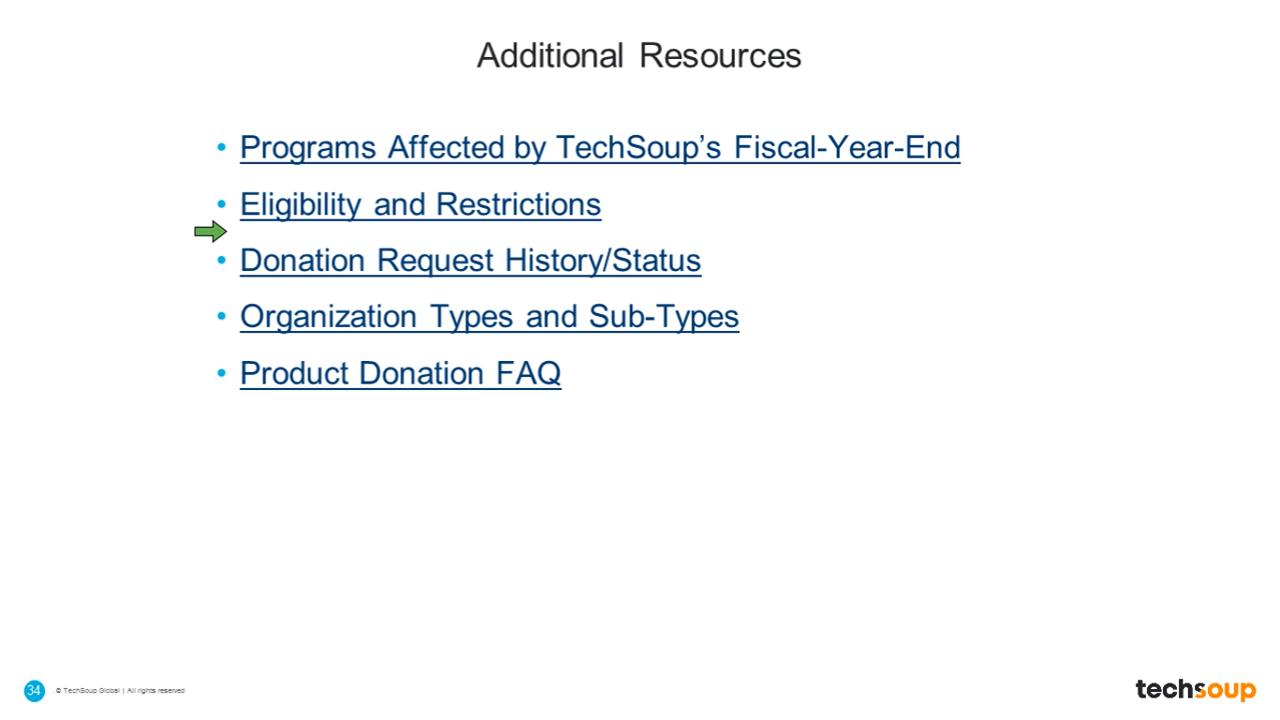 Additional Resources
• Programs Affected by TechSoup’s Fiscal-Year-End
• Eligibility and Restrictions
• Donation Request History/Status
• Organization Types and Sub-Types
• Product Donation FAQ
34 . © TechSoup Global | All rights reserved
techsoup